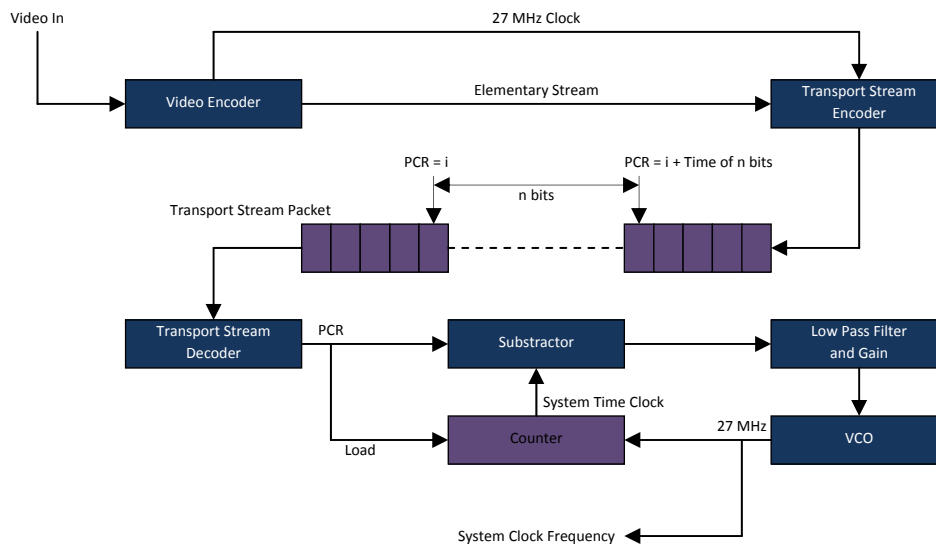 Video In
27 MHz Clock
Video Encoder
Elementary Stream
Transport Stream
Encoder
PCR = i
PCR = i + Time of n bits
n bits
Transport Stream Packet
Transport Stream
Decoder
PCR
Substractor
Low Pass Filter
and Gain
System Time Clock
Load
Counter
27 MHz
VCO
System Clock Frequency